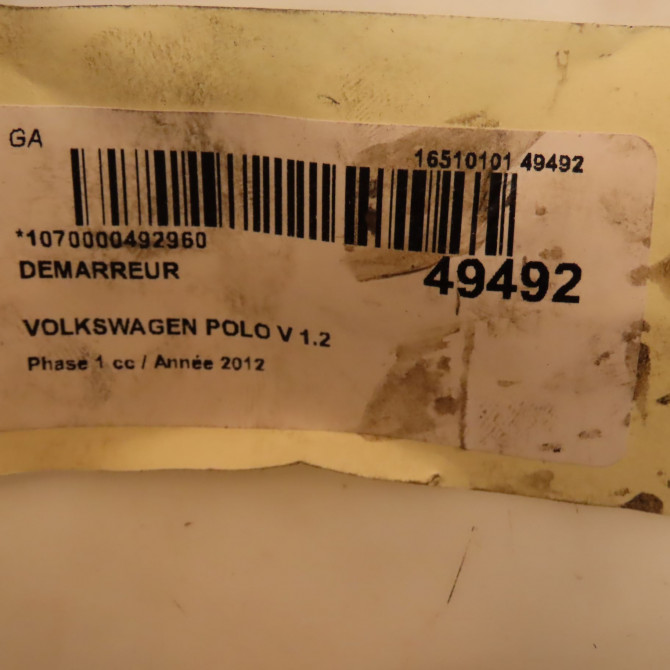 GA
16510101 49492
*1070000492960
DEMARREUR
49492
VOLKSWAGEN POLO V 1.2
Phase 1 cc / Année 2012